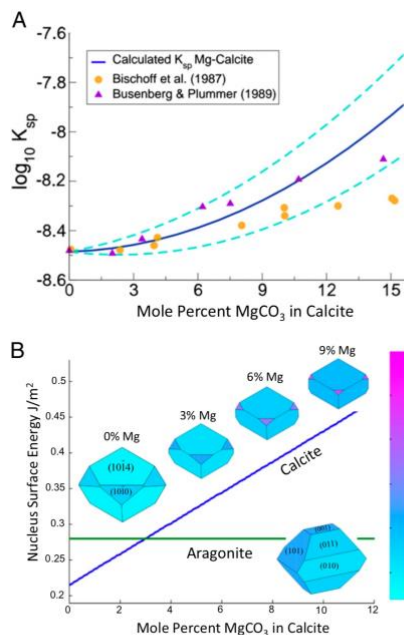 A
-7.6
-7.8
-8
-8.2
-8.4
-8.6
log₁₀ Kₛₚ
Calculated Kₛₚ Mg-Calcite
Bischoff et al. (1987)
Busenberg & Plummer (1989)
0 3 6 9 12 15
Mole Percent MgCO₃ in Calcite
B
Nucleus Surface Energy J/m²
0.5
0.45
0.4
0.35
0.3
0.25
0.2
0% Mg
3% Mg
6% Mg
9% Mg
(101̄4)
(101̄0)
Calcite
Aragonite
(101)
(011)
(010)
0 2 4 6 8 10 12
Mole Percent MgCO₃ in Calcite